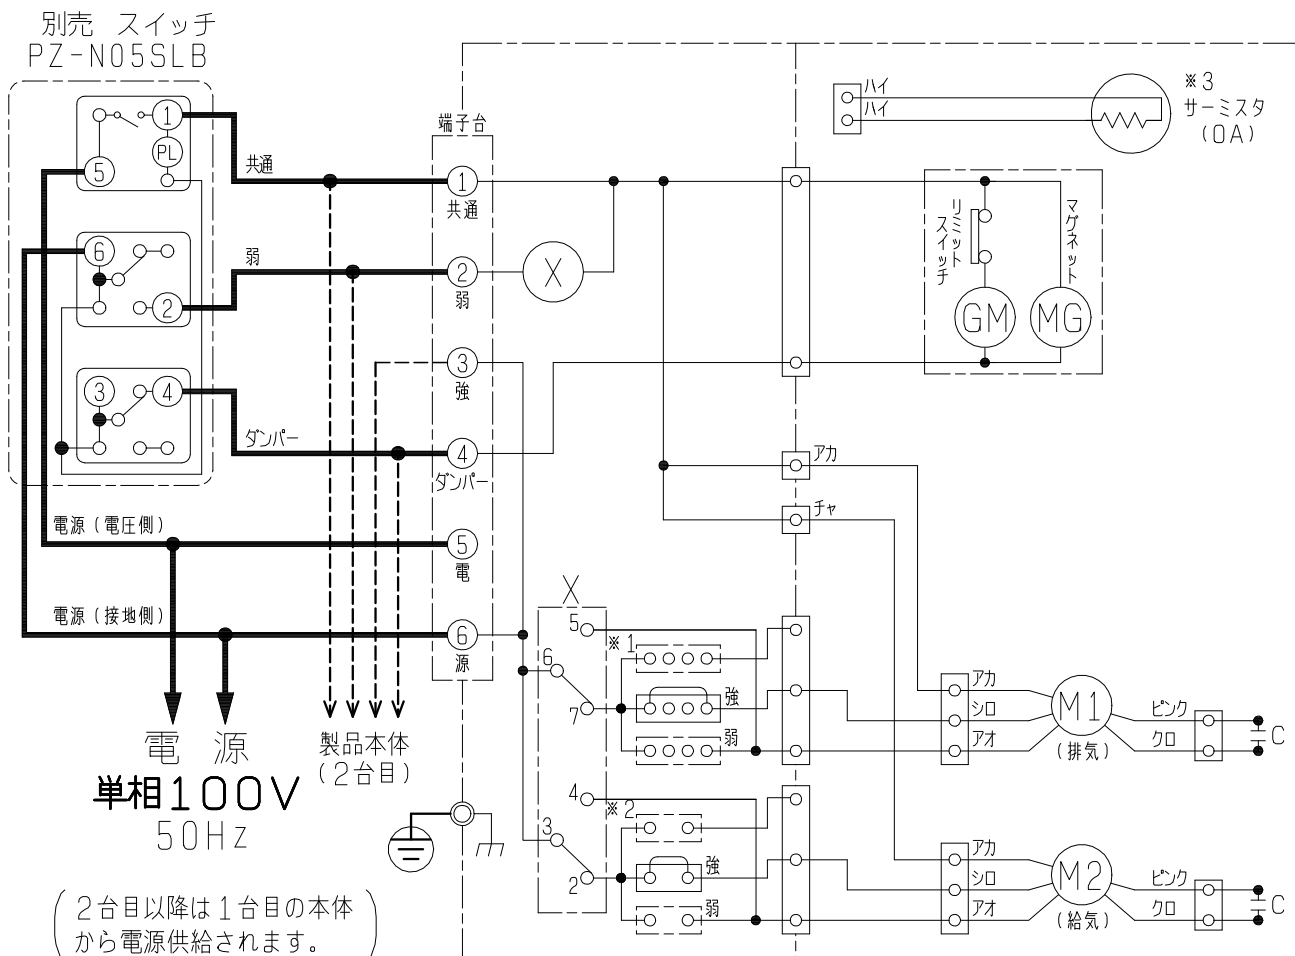 別売 スイッチ
PZ-N05SLB
1
PL
5
6
2
3
4
共通
弱
ダンパー
電源(電圧側)
電源(接地側)
電 源
単相100V
50Hz
製品本体
(2台目)
(2台目以降は1台目の本体
から電源供給されます。)
端子台
1
共通
2
弱
3
強
4
ダンパー
5
電
6
源
X
ハイ
ハイ
※3
サーミスタ
(OA)
リミット
スイッチ
マグネット
GM
MG
アカ
チャ
X
5
6
7
4
3
2
※1
強
弱
※2
強
弱
アカ
シロ
アオ
M1
(排気)
ピンク
クロ
C
アカ
シロ
アオ
M2
(給気)
ピンク
クロ
C